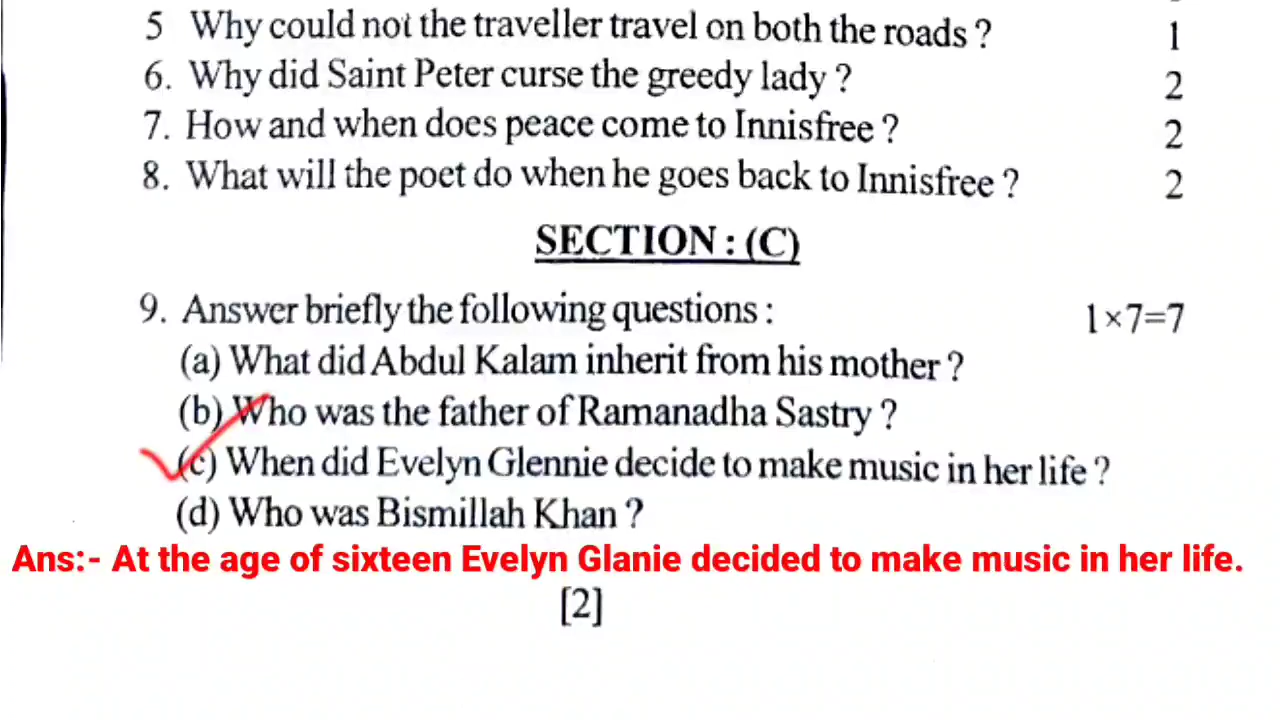 5 Why could not the traveller travel on both the roads ? 1
6. Why did Saint Peter curse the greedy lady ? 2
7. How and when does peace come to Innisfree ? 2
8. What will the poet do when he goes back to Innisfree ? 2
SECTION : (C)
9. Answer briefly the following questions : 1×7=7
(a) What did Abdul Kalam inherit from his mother ?
(b) Who was the father of Ramanadha Sastry ?
(c) When did Evelyn Glennie decide to make music in her life ?
(d) Who was Bismillah Khan ?
Ans:- At the age of sixteen Evelyn Glanie decided to make music in her life.
[2]